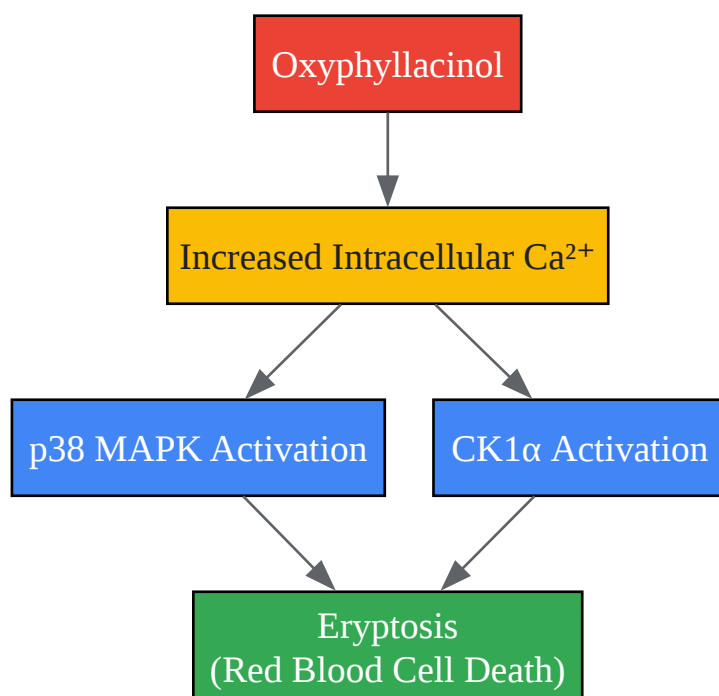 Oxyphyllacinol
Increased Intracellular Ca²⁺
p38 MAPK Activation
CK1α Activation
Eryptosis
(Red Blood Cell Death)